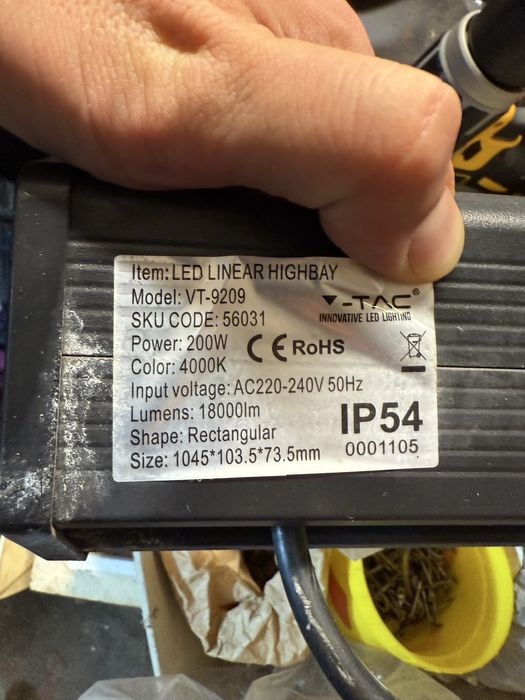 Item: LED LINEAR HIGHBAY
Model: VT-9209
V-TAC®
INNOVATIVE LED LIGHTING
SKU CODE: 56031
Power: 200W
CE RoHS
Color: 4000K
Input voltage: AC220-240V 50Hz
Lumens: 18000lm
IP54
Shape: Rectangular
0001105
Size: 1045*103.5*73.5mm